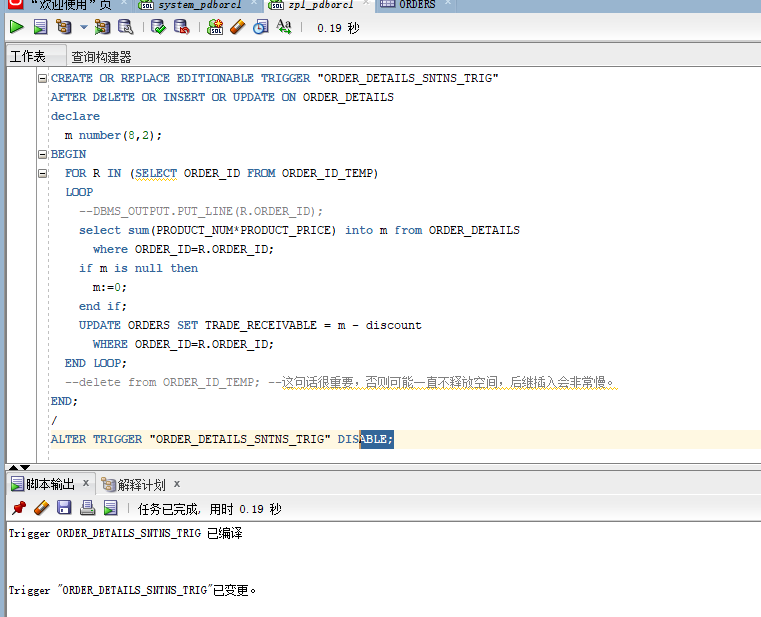 “欢迎使用”页 system_pdborcl zpl_pdborcl ORDERS
0.19 秒
工作表 查询构建器
CREATE OR REPLACE EDITIONABLE TRIGGER "ORDER_DETAILS_SNTNS_TRIG"
AFTER DELETE OR INSERT OR UPDATE ON ORDER_DETAILS
declare
m number(8,2);
BEGIN
FOR R IN (SELECT ORDER_ID FROM ORDER_ID_TEMP)
LOOP
--DBMS_OUTPUT.PUT_LINE(R.ORDER_ID);
select sum(PRODUCT_NUM*PRODUCT_PRICE) into m from ORDER_DETAILS
where ORDER_ID=R.ORDER_ID;
if m is null then
m:=0;
end if;
UPDATE ORDERS SET TRADE_RECEIVABLE = m - discount
WHERE ORDER_ID=R.ORDER_ID;
END LOOP;
--delete from ORDER_ID_TEMP; --这句话很重要，否则可能一直不释放空间，后继插入会非常慢。
END;
/
ALTER TRIGGER "ORDER_DETAILS_SNTNS_TRIG" DISABLE;
脚本输出 x 解释计划 x
任务已完成, 用时 0.19 秒
Trigger ORDER_DETAILS_SNTNS_TRIG 已编译
Trigger "ORDER_DETAILS_SNTNS_TRIG"已变更。